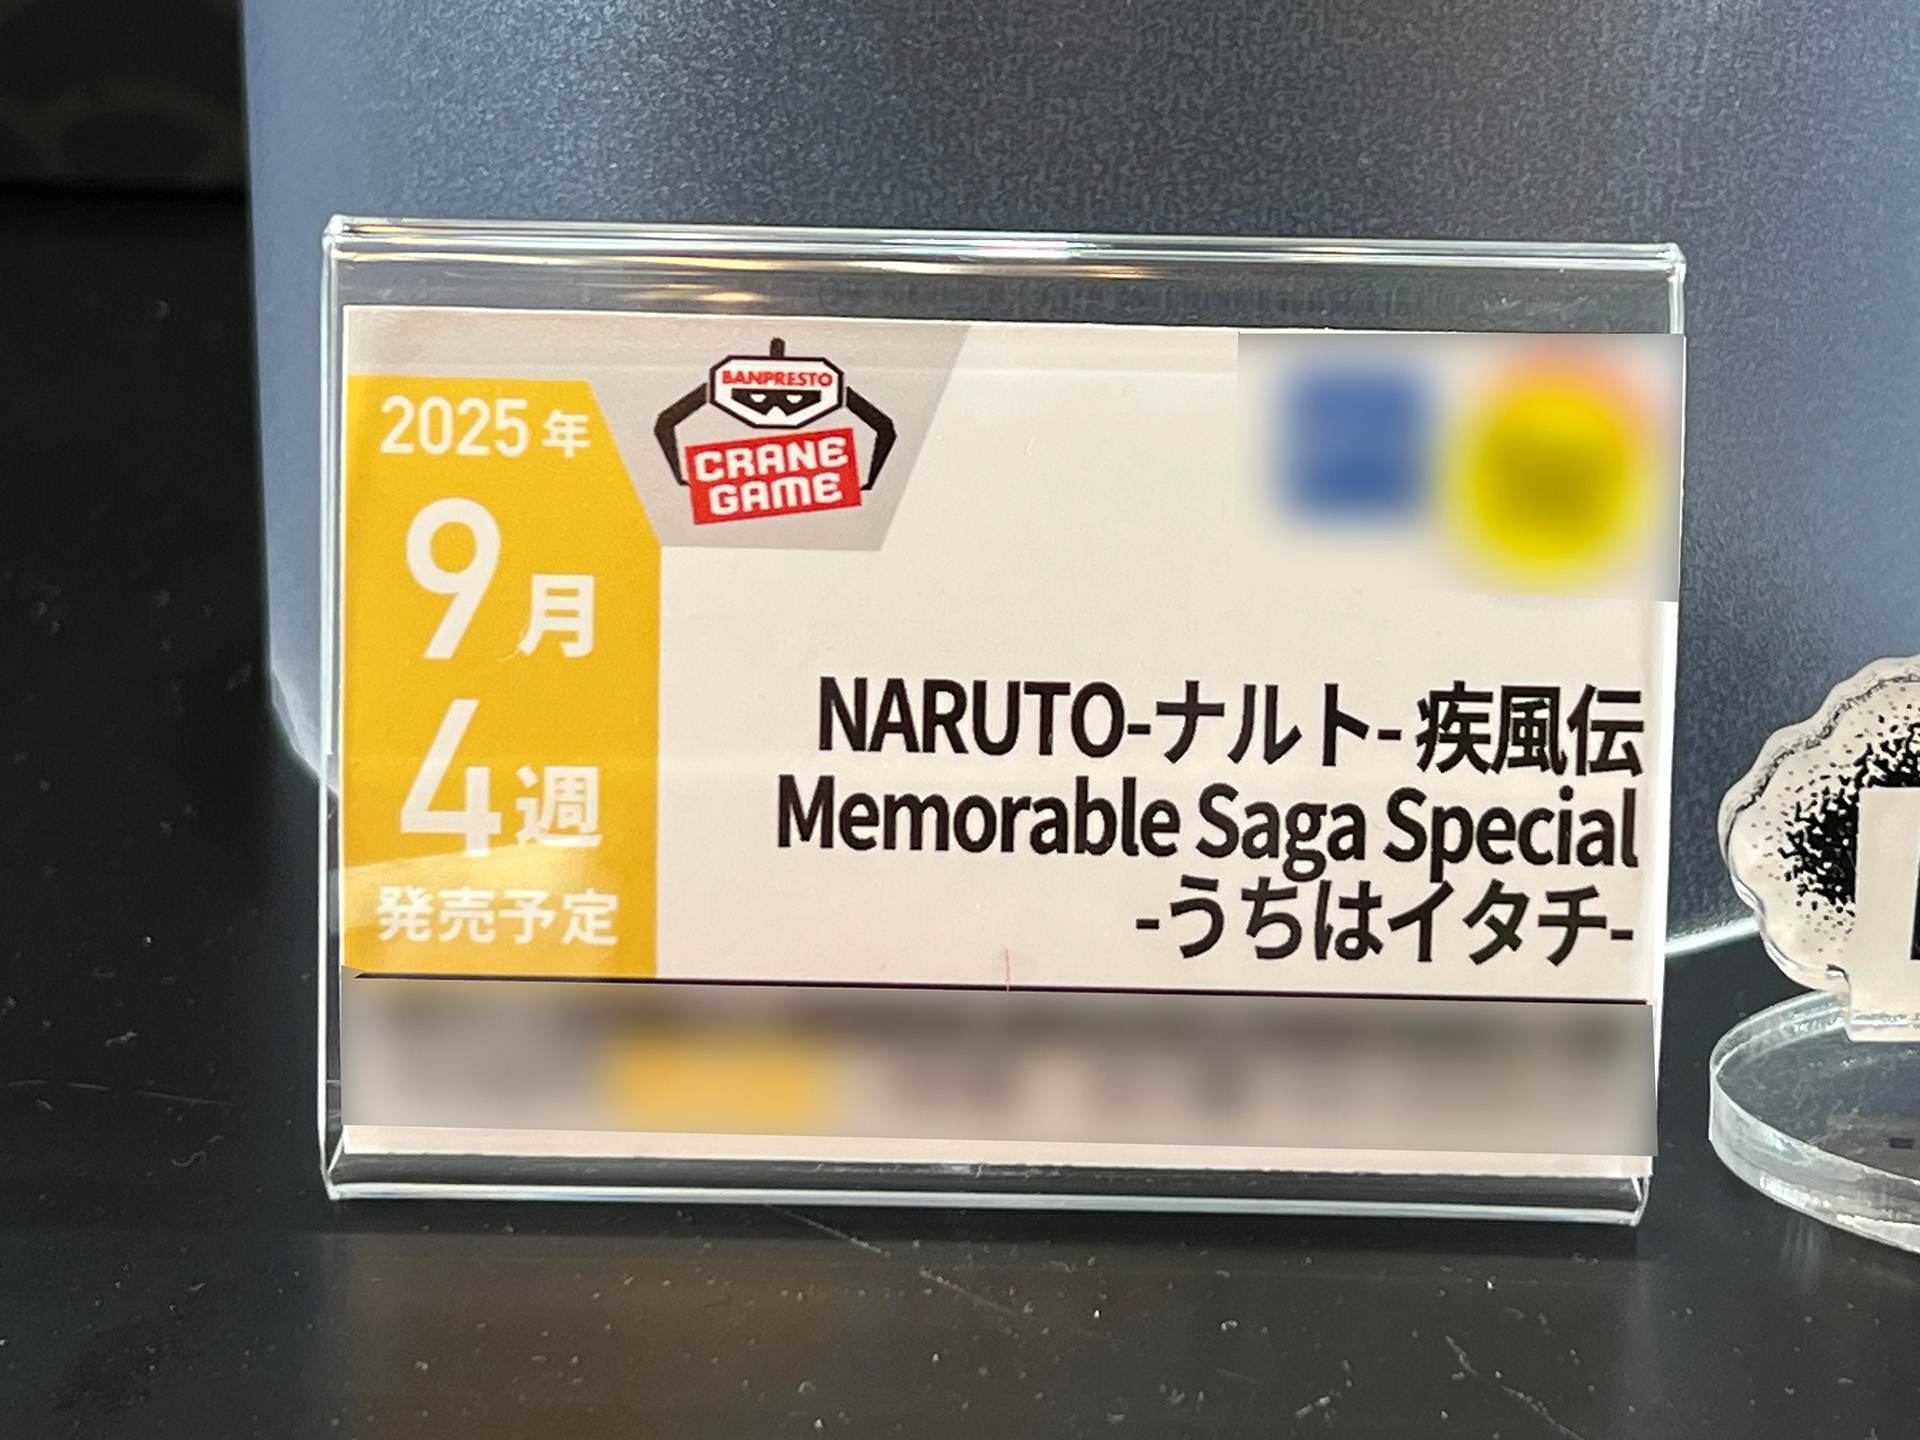 2025年
9月
4週
発売予定
BANPRESTO
CRANE
GAME
NARUTO-ナルト- 疾風伝
Memorable Saga Special
-うちはイタチ-